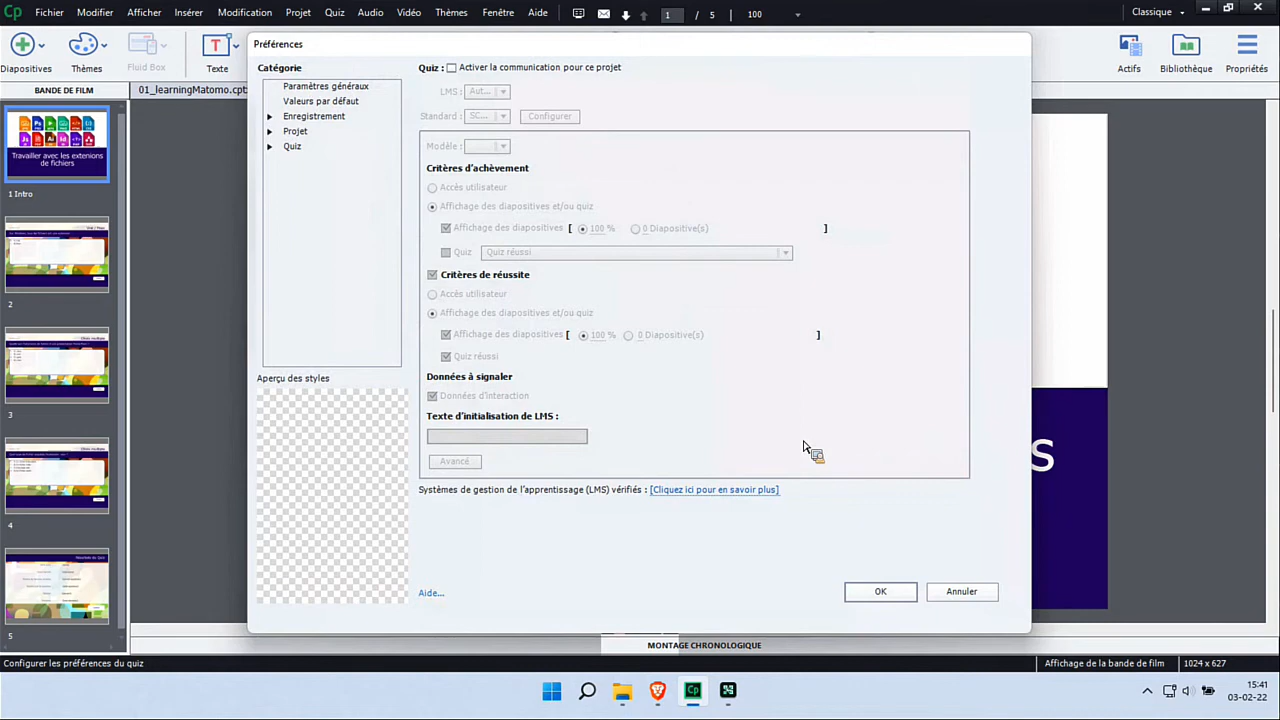 Cp Fichier Modifier Afficher Insérer Modification Projet Quiz Audio Vidéo Thèmes Fenêtre Aide 1 / 5 100 Classique
Diapositives Thèmes Fluid Box Texte Actifs Bibliothèque Propriétés
BANDE DE FILM
01_learningMatomo.cpt
Travailler avec les extenions de fichiers
1 Intro
2
3
4
5
Préférences
Catégorie
Paramètres généraux
Valeurs par défaut
Enregistrement
Projet
Quiz
Aperçu des styles
Quiz : Activer la communication pour ce projet
LMS : Aut...
Standard : SC... Configurer
Modèle :
Critères d'achèvement
Accès utilisateur
Affichage des diapositives et/ou quiz
Affichage des diapositives [ 100 % 0 Diapositive(s) ]
Quiz Quiz réussi
Critères de réussite
Accès utilisateur
Affichage des diapositives et/ou quiz
Affichage des diapositives [ 100 % 0 Diapositive(s) ]
Quiz réussi
Données à signaler
Données d'interaction
Texte d'initialisation de LMS :
Avancé
Systèmes de gestion de l'apprentissage (LMS) vérifiés : [Cliquez ici pour en savoir plus]
Aide...
OK Annuler
s
MONTAGE CHRONOLOGIQUE
Configurer les préférences du quiz
Affichage de la bande de film 1024 x 627
Cp
15:41
03-02-22